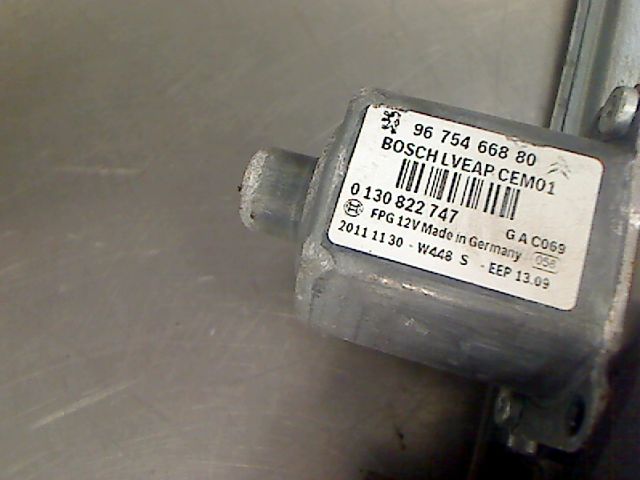 96 754 668 80
BOSCH LVEAP CEM01
0 130 822 747
G A C069
FPG 12V Made in Germany 056
2011 11 30 - W448 S - EEP 13.09